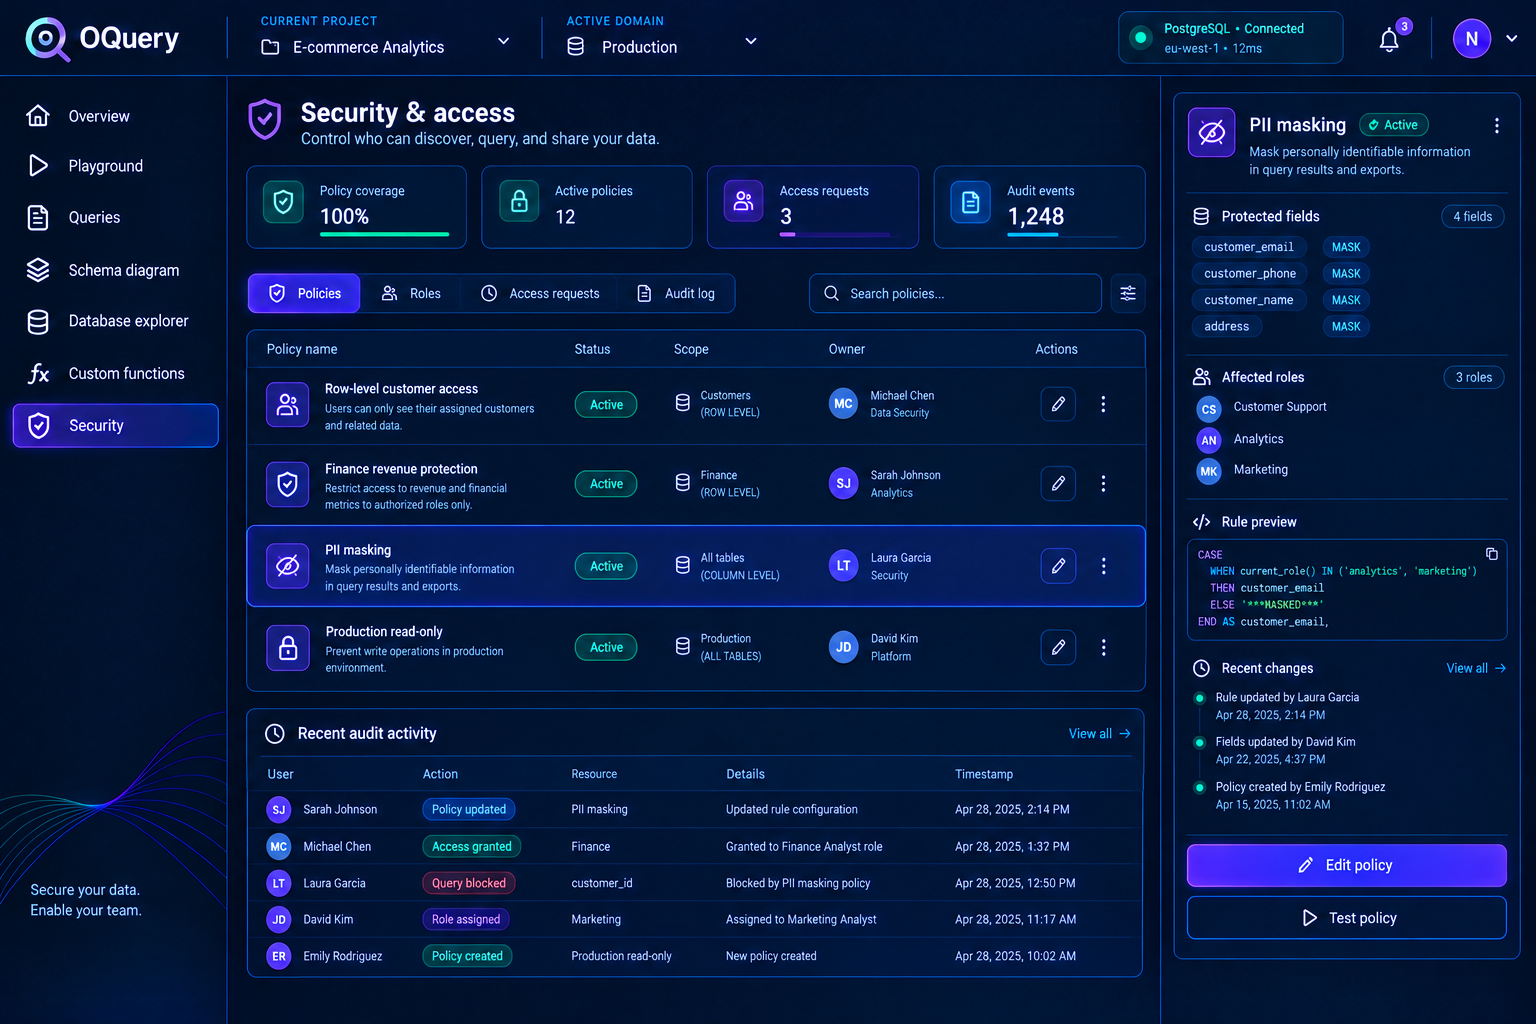 OQuery
CURRENT PROJECT
E-commerce Analytics
ACTIVE DOMAIN
Production
PostgreSQL • Connected
eu-west-1 • 12ms
3
N
Overview
Playground
Queries
Schema diagram
Database explorer
fx Custom functions
Security
Secure your data.
Enable your team.
Security & access
Control who can discover, query, and share your data.
Policy coverage
100%
Active policies
12
Access requests
3
Audit events
1,248
Policies
Roles
Access requests
Audit log
Search policies...
Policy name Status Scope Owner Actions
Row-level customer access
Users can only see their assigned customers
and related data.
Active
Customers
(ROW LEVEL)
MC
Michael Chen
Data Security
Finance revenue protection
Restrict access to revenue and financial
metrics to authorized roles only.
Active
Finance
(ROW LEVEL)
SJ
Sarah Johnson
Analytics
PII masking
Mask personally identifiable information
in query results and exports.
Active
All tables
(COLUMN LEVEL)
LT
Laura Garcia
Security
Production read-only
Prevent write operations in production
environment.
Active
Production
(ALL TABLES)
JD
David Kim
Platform
Recent audit activity
View all →
User Action Resource Details Timestamp
SJ Sarah Johnson Policy updated PII masking Updated rule configuration Apr 28, 2025, 2:14 PM
MC Michael Chen Access granted Finance Granted to Finance Analyst role Apr 28, 2025, 1:37 PM
LT Laura Garcia Query blocked customer_id Blocked by PII masking policy Apr 28, 2025, 12:50 PM
JD David Kim Role assigned Marketing Assigned to Marketing Analyst Apr 28, 2025, 11:17 AM
ER Emily Rodriguez Policy created Production read-only New policy created Apr 28, 2025, 10:02 AM
PII masking
Active
Mask personally identifiable information
in query results and exports.
Protected fields
4 fields
customer_email MASK
customer_phone MASK
customer_name MASK
address MASK
Affected roles
3 roles
CS Customer Support
AN Analytics
MK Marketing
</> Rule preview
CASE
WHEN current_role() IN ('analytics', 'marketing')
THEN customer_email
ELSE '***MASKED***'
END AS customer_email,
Recent changes
View all →
Rule updated by Laura Garcia
Apr 28, 2025, 2:14 PM
Fields updated by David Kim
Apr 22, 2025, 4:37 PM
Policy created by Emily Rodriguez
Apr 15, 2025, 11:02 AM
Edit policy
Test policy